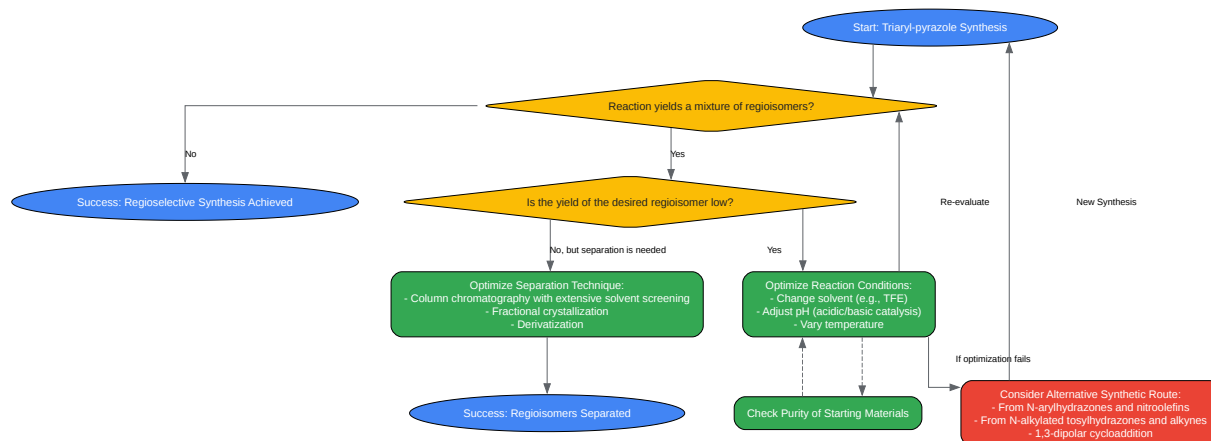 Start: Triaryl-pyrazole Synthesis
Reaction yields a mixture of regioisomers?
No
Yes
Success: Regioselective Synthesis Achieved
Is the yield of the desired regioisomer low?
Re-evaluate
New Synthesis
No, but separation is needed
Yes
Optimize Separation Technique:
- Column chromatography with extensive solvent screening
- Fractional crystallization
- Derivatization
Optimize Reaction Conditions:
- Change solvent (e.g., TFE)
- Adjust pH (acidic/basic catalysis)
- Vary temperature
If optimization fails
Success: Regioisomers Separated
Check Purity of Starting Materials
Consider Alternative Synthetic Route:
- From N-arylhydrazones and nitroolefins
- From N-alkylated tosylhydrazones and alkynes
- 1,3-dipolar cycloaddition